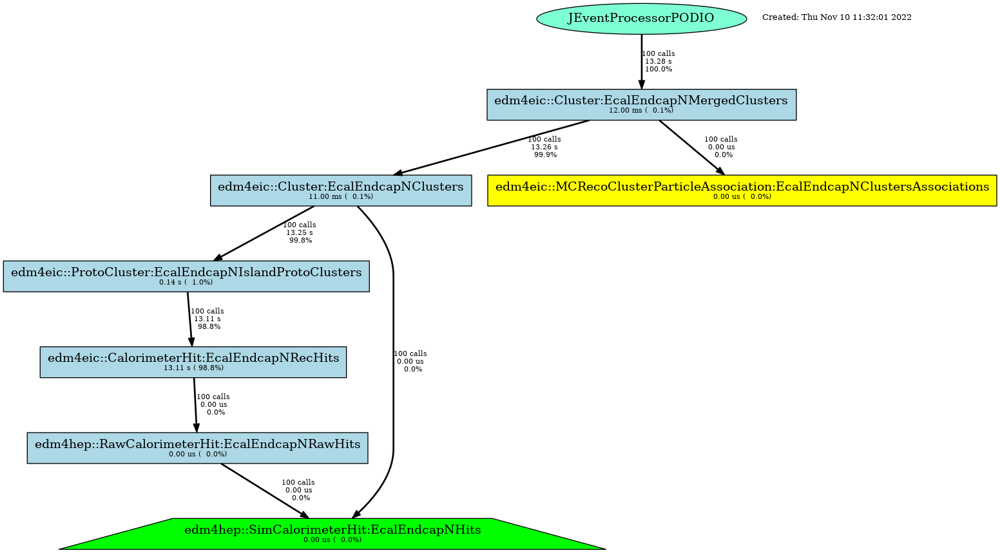 JEventProcessorPODIO
Created: Thu Nov 10 11:32:01 2022
100 calls
13.28 s
100.0%
edm4eic::Cluster:EcalEndcapNMergedClusters
12.00 ms (  0.1%)
100 calls
13.26 s
99.9%
100 calls
0.00 us
0.0%
edm4eic::Cluster:EcalEndcapNClusters
11.00 ms (  0.1%)
edm4eic::MCRecoClusterParticleAssociation:EcalEndcapNClustersAssociations
0.00 us (  0.0%)
100 calls
13.25 s
99.8%
edm4eic::ProtoCluster:EcalEndcapNIslandProtoClusters
0.14 s (  1.0%)
100 calls
13.11 s
98.8%
100 calls
0.00 us
0.0%
edm4eic::CalorimeterHit:EcalEndcapNRecHits
13.11 s ( 98.8%)
100 calls
0.00 us
0.0%
edm4hep::RawCalorimeterHit:EcalEndcapNRawHits
0.00 us (  0.0%)
100 calls
0.00 us
0.0%
edm4hep::SimCalorimeterHit:EcalEndcapNHits
0.00 us (  0.0%)